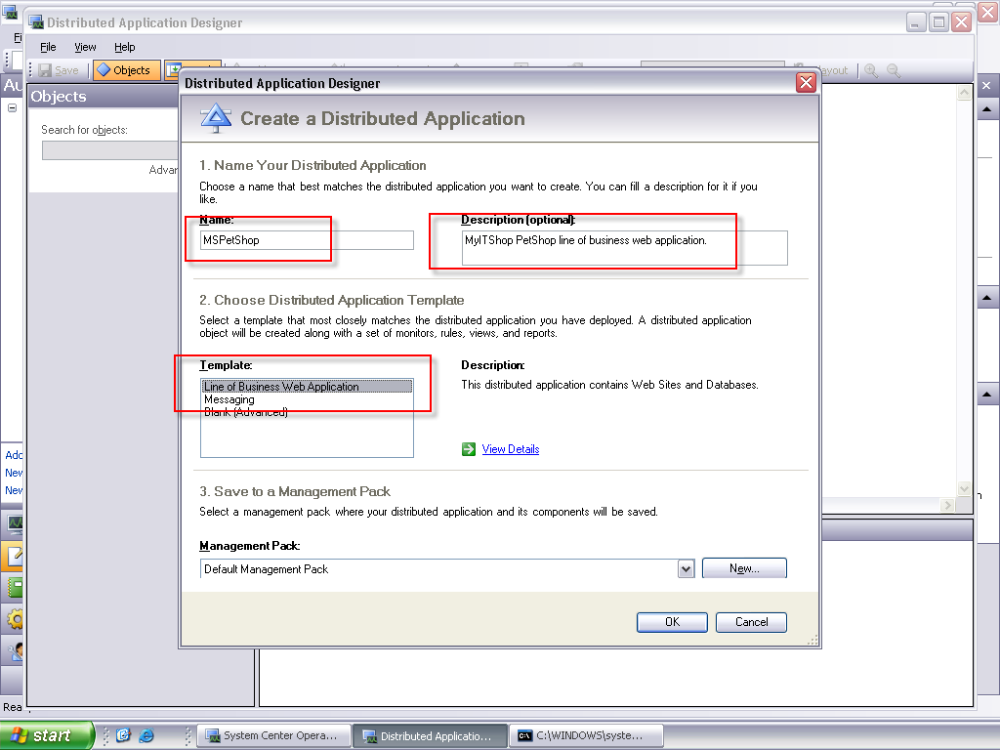 Distributed Application Designer
File View Help
Save Objects
Layout
Objects
Search for objects:
Distributed Application Designer
Create a Distributed Application
1. Name Your Distributed Application
Choose a name that best matches the distributed application you want to create. You can fill a description for it if you
like.
Name: Description (optional):
MSPetShop MyITShop PetShop line of business web application.
2. Choose Distributed Application Template
Select a template that most closely matches the distributed application you have deployed. A distributed application
object will be created along with a set of monitors, rules, views, and reports.
Template: Description:
Line of Business Web Application This distributed application contains Web Sites and Databases.
Messaging
Blank (Advanced)
View Details
3. Save to a Management Pack
Select a management pack where your distributed application and its components will be saved.
Management Pack:
Default Management Pack New...
OK Cancel
New
New
start System Center Opera... Distributed Applicatio... C:\WINDOWS\syste...